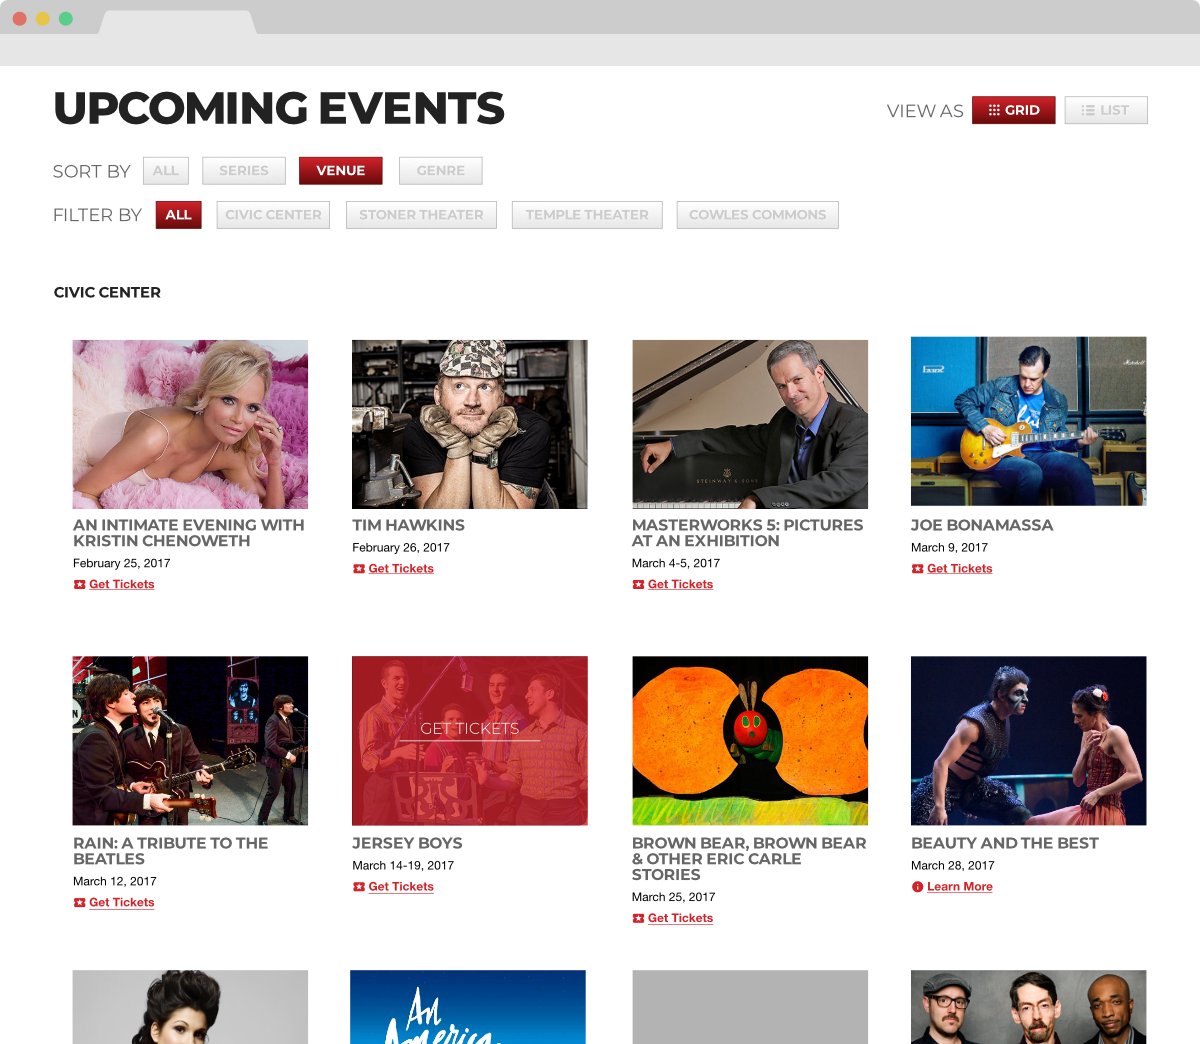 UPCOMING EVENTS
VIEW AS GRID LIST
SORT BY ALL SERIES VENUE GENRE
FILTER BY ALL CIVIC CENTER STONER THEATER TEMPLE THEATER COWLES COMMONS
CIVIC CENTER
STEINWAY & SONS
Marshall
AN INTIMATE EVENING WITH
KRISTIN CHENOWETH
February 25, 2017
Get Tickets
TIM HAWKINS
February 26, 2017
Get Tickets
MASTERWORKS 5: PICTURES
AT AN EXHIBITION
March 4-5, 2017
Get Tickets
JOE BONAMASSA
March 9, 2017
Get Tickets
RAIN: A TRIBUTE TO THE
BEATLES
March 12, 2017
Get Tickets
GET TICKETS
JERSEY BOYS
March 14-19, 2017
Get Tickets
BROWN BEAR, BROWN BEAR
& OTHER ERIC CARLE
STORIES
March 25, 2017
Get Tickets
BEAUTY AND THE BEST
March 28, 2017
Learn More
An